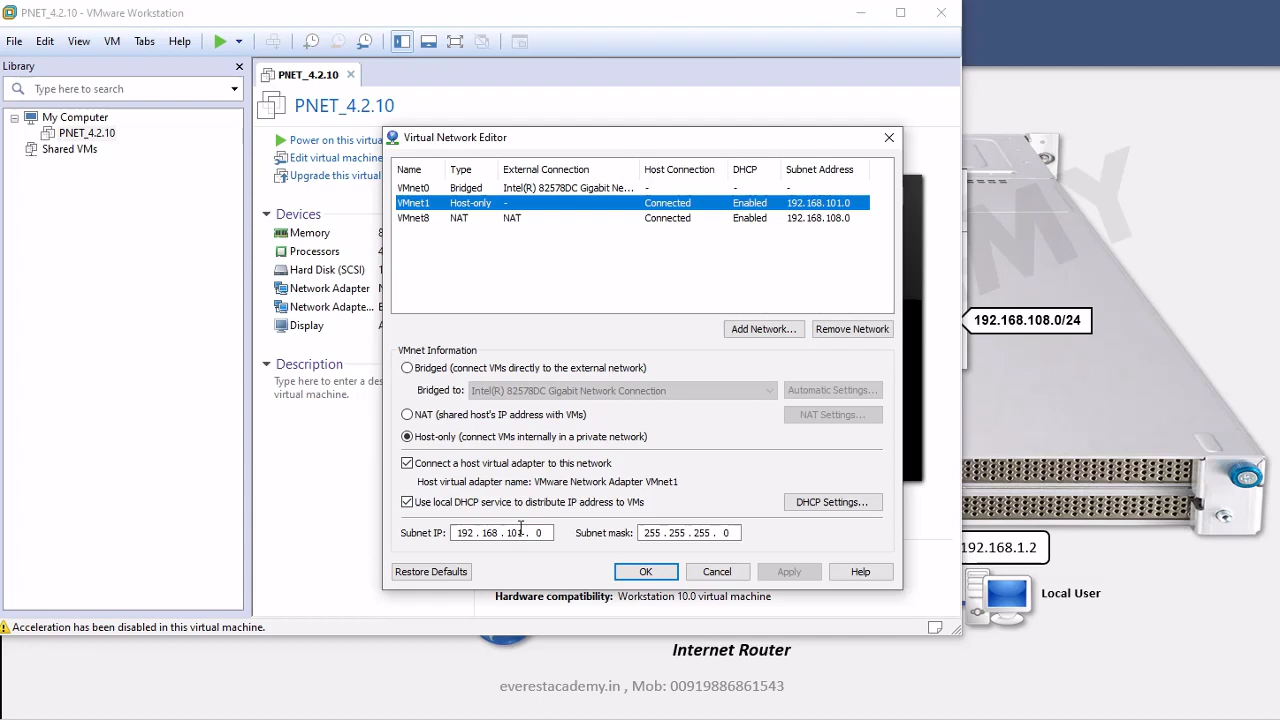 PNET_4.2.10 - VMware Workstation
File Edit View VM Tabs Help
Library
Type here to search
My Computer
PNET_4.2.10
Shared VMs
PNET_4.2.10
PNET_4.2.10
Power on this virtua
Edit virtual machine
Upgrade this virtual
Devices
Memory 8
Processors
Hard Disk (SCSI) 1
Network Adapter N
Network Adapte... B
Display
Description
Type here to enter a des
virtual machine.
Virtual Network Editor
Name Type External Connection Host Connection DHCP Subnet Address
VMnet0 Bridged Intel(R) 82578DC Gigabit Ne... - - -
VMnet1 Host-only - Connected Enabled 192.168.101.0
VMnet8 NAT NAT Connected Enabled 192.168.108.0
Add Network... Remove Network
VMnet Information
Bridged (connect VMs directly to the external network)
Bridged to: Intel(R) 82578DC Gigabit Network Connection Automatic Settings...
NAT (shared host's IP address with VMs) NAT Settings...
Host-only (connect VMs internally in a private network)
Connect a host virtual adapter to this network
Host virtual adapter name: VMware Network Adapter VMnet1
Use local DHCP service to distribute IP address to VMs DHCP Settings...
Subnet IP: 192 . 168 . 101 . 0 Subnet mask: 255 . 255 . 255 . 0
Restore Defaults OK Cancel Apply Help
Hardware compatibility: Workstation 10.0 virtual machine
Acceleration has been disabled in this virtual machine.
EMY
192.168.108.0/24
192.168.1.2
Local User
Internet Router
everestacademy.in , Mob: 00919886861543